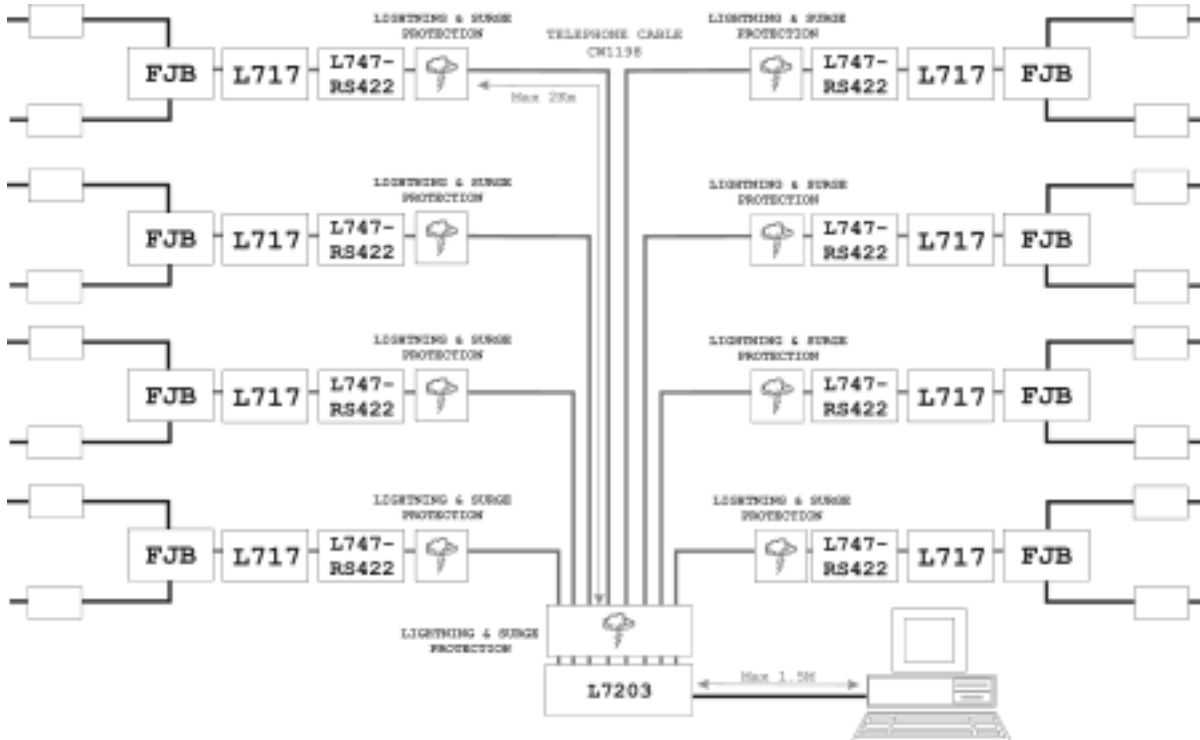 LIGHTNING & SURGE
PROTECTION
TELEPHONE CABLE
CW1198
LIGHTNING & SURGE
PROTECTION
FJB
L717
L747-
RS422
L747-
RS422
L717
FJB
Max 2Km
LIGHTNING & SURGE
PROTECTION
LIGHTNING & SURGE
PROTECTION
FJB
L717
L747-
RS422
L747-
RS422
L717
FJB
LIGHTNING & SURGE
PROTECTION
LIGHTNING & SURGE
PROTECTION
FJB
L717
L747-
RS422
L747-
RS422
L717
FJB
LIGHTNING & SURGE
PROTECTION
LIGHTNING & SURGE
PROTECTION
FJB
L717
L747-
RS422
L747-
RS422
L717
FJB
LIGHTNING & SURGE
PROTECTION
L7203
Max 1.5M